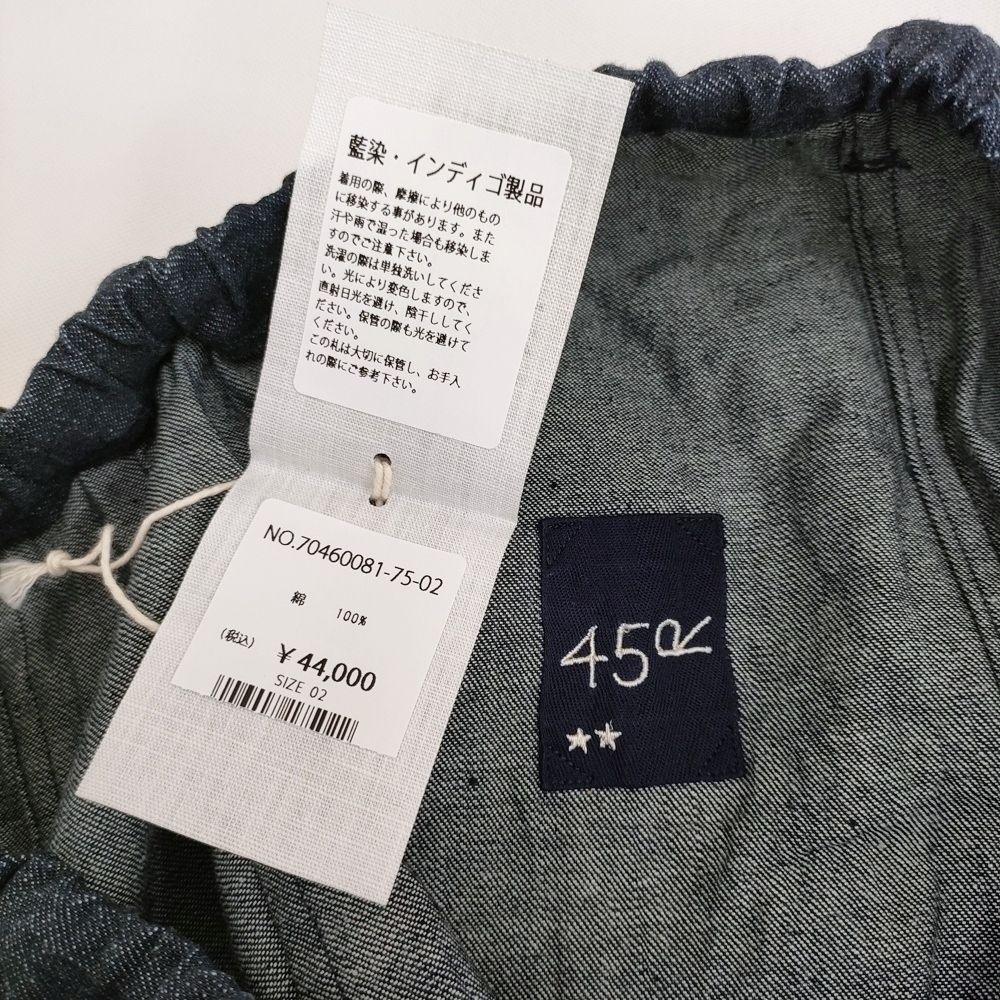 藍染・インディゴ製品
着用の際、摩擦により他のもの
に移染する事があります。また
汗や雨で湿った場合も移染しま
すのでご注意下さい。
洗濯の際は単独洗いしてくださ
い。光により変色しますので、
直射日光を避け、陰干ししてく
ださい。保管の際も光を避けて
ください。
この札は大切に保管し、お手入
れの際にご参考下さい。
NO.70460081-75-02
綿 100%
(税込) ¥44,000
SIZE 02
45R